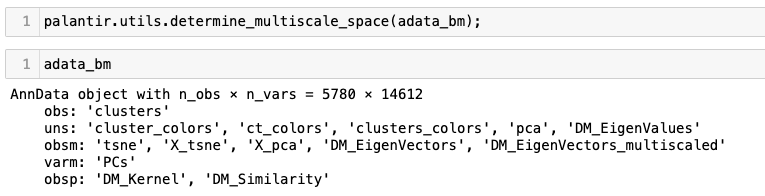 1 palantir.utils.determine_multiscale_space(adata_bm);
1 adata_bm
AnnData object with n_obs × n_vars = 5780 × 14612
    obs: 'clusters'
    uns: 'cluster_colors', 'ct_colors', 'clusters_colors', 'pca', 'DM_EigenValues'
    obsm: 'tsne', 'X_tsne', 'X_pca', 'DM_EigenVectors', 'DM_EigenVectors_multiscaled'
    varm: 'PCs'
    obsp: 'DM_Kernel', 'DM_Similarity'